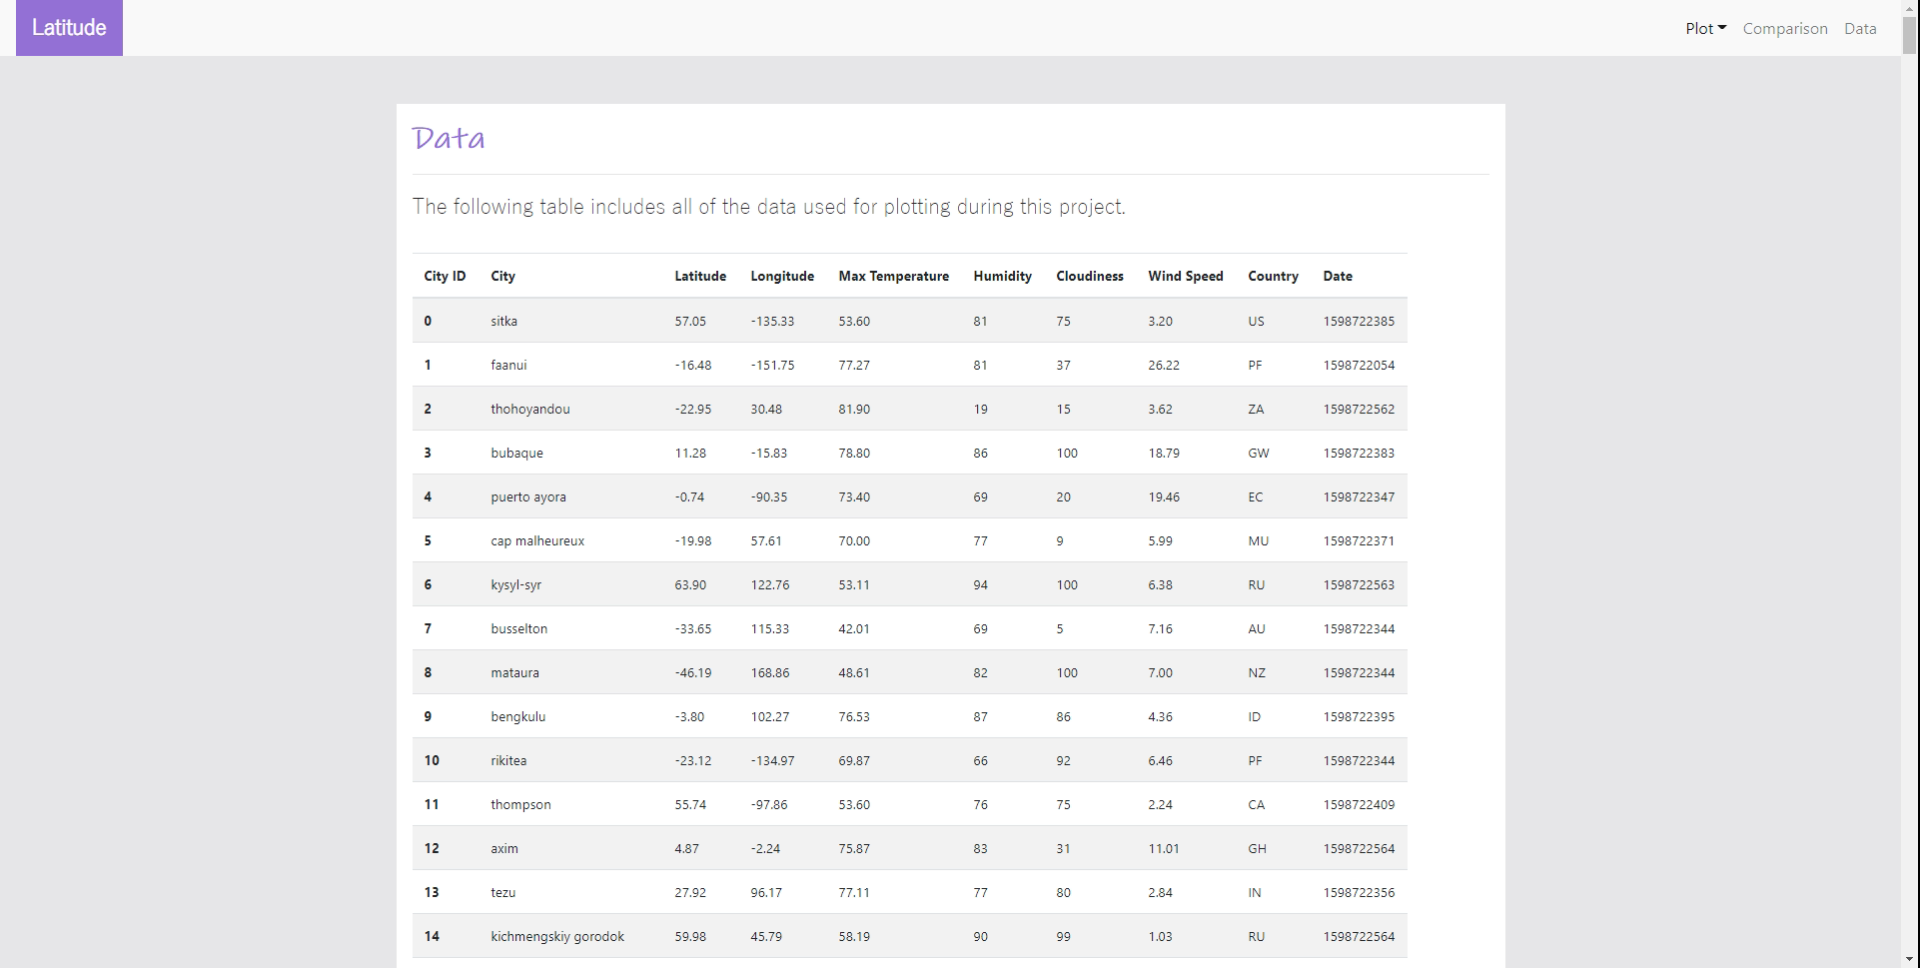 Latitude Plot Comparison Data
Data
The following table includes all of the data used for plotting during this project.
City ID City Latitude Longitude Max Temperature Humidity Cloudiness Wind Speed Country Date
0 sitka 57.05 -135.33 53.60 81 75 3.20 US 1598722385
1 faanui -16.48 -151.75 77.27 81 37 26.22 PF 1598722054
2 thohoyandou -22.95 30.48 81.90 19 15 3.62 ZA 1598722562
3 bubaque 11.28 -15.83 78.80 86 100 18.79 GW 1598722383
4 puerto ayora -0.74 -90.35 73.40 69 20 19.46 EC 1598722347
5 cap malheureux -19.98 57.61 70.00 77 9 5.99 MU 1598722371
6 kysyl-syr 63.90 122.76 53.11 94 100 6.38 RU 1598722563
7 busselton -33.65 115.33 42.01 69 5 7.16 AU 1598722344
8 mataura -46.19 168.86 48.61 82 100 7.00 NZ 1598722344
9 bengkulu -3.80 102.27 76.53 87 86 4.36 ID 1598722395
10 rikitea -23.12 -134.97 69.87 66 92 6.46 PF 1598722344
11 thompson 55.74 -97.86 53.60 76 75 2.24 CA 1598722409
12 axim 4.87 -2.24 75.87 83 31 11.01 GH 1598722564
13 tezu 27.92 96.17 77.11 77 80 2.84 IN 1598722356
14 kichmengskiy gorodok 59.98 45.79 58.19 90 99 1.03 RU 1598722564